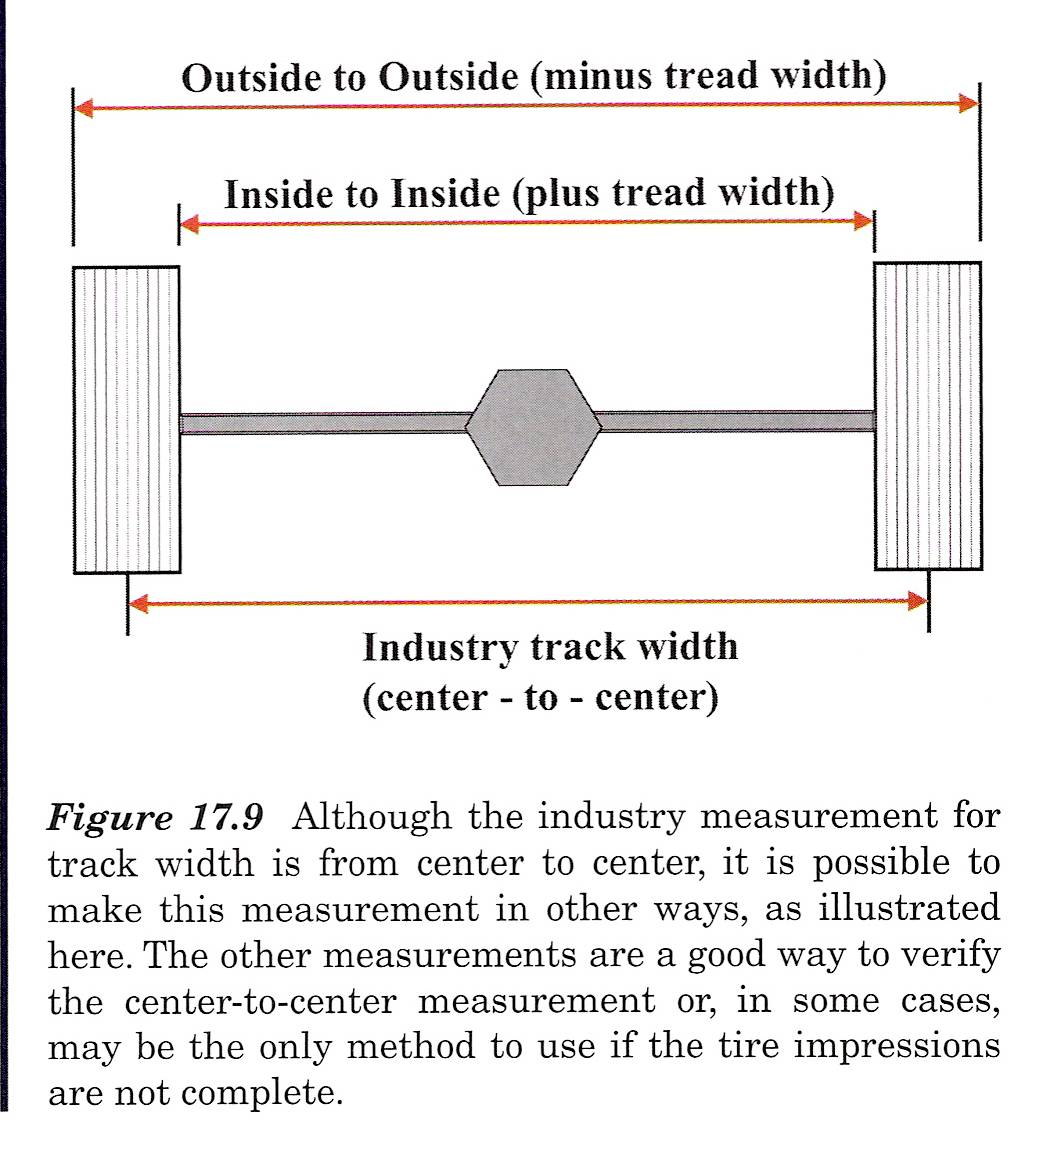 Outside to Outside (minus tread width)
Inside to Inside (plus tread width)
Industry track width
(center - to - center)
Figure 17.9 Although the industry measurement for
track width is from center to center, it is possible to
make this measurement in other ways, as illustrated
here. The other measurements are a good way to verify
the center-to-center measurement or, in some cases,
may be the only method to use if the tire impressions
are not complete.